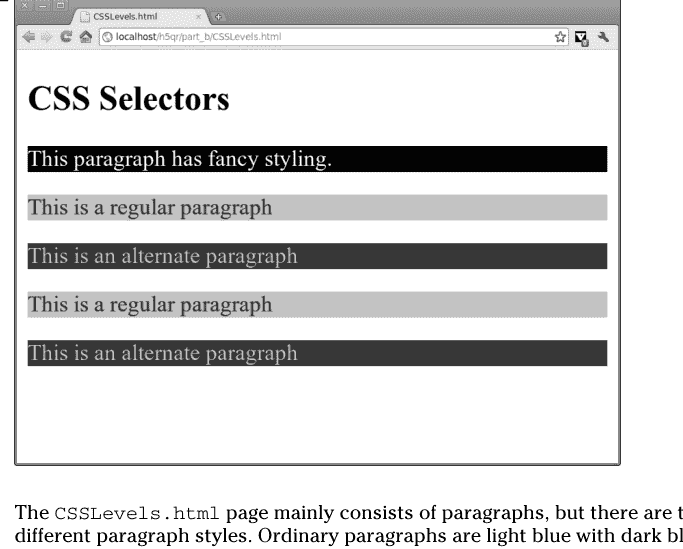 CSSLevels.html
localhost/h5qr/part_b/CSSLevels.html
CSS Selectors
This paragraph has fancy styling.
This is a regular paragraph
This is an alternate paragraph
This is a regular paragraph
This is an alternate paragraph
The CSSLevels.html page mainly consists of paragraphs, but there are
different paragraph styles. Ordinary paragraphs are light blue with dark